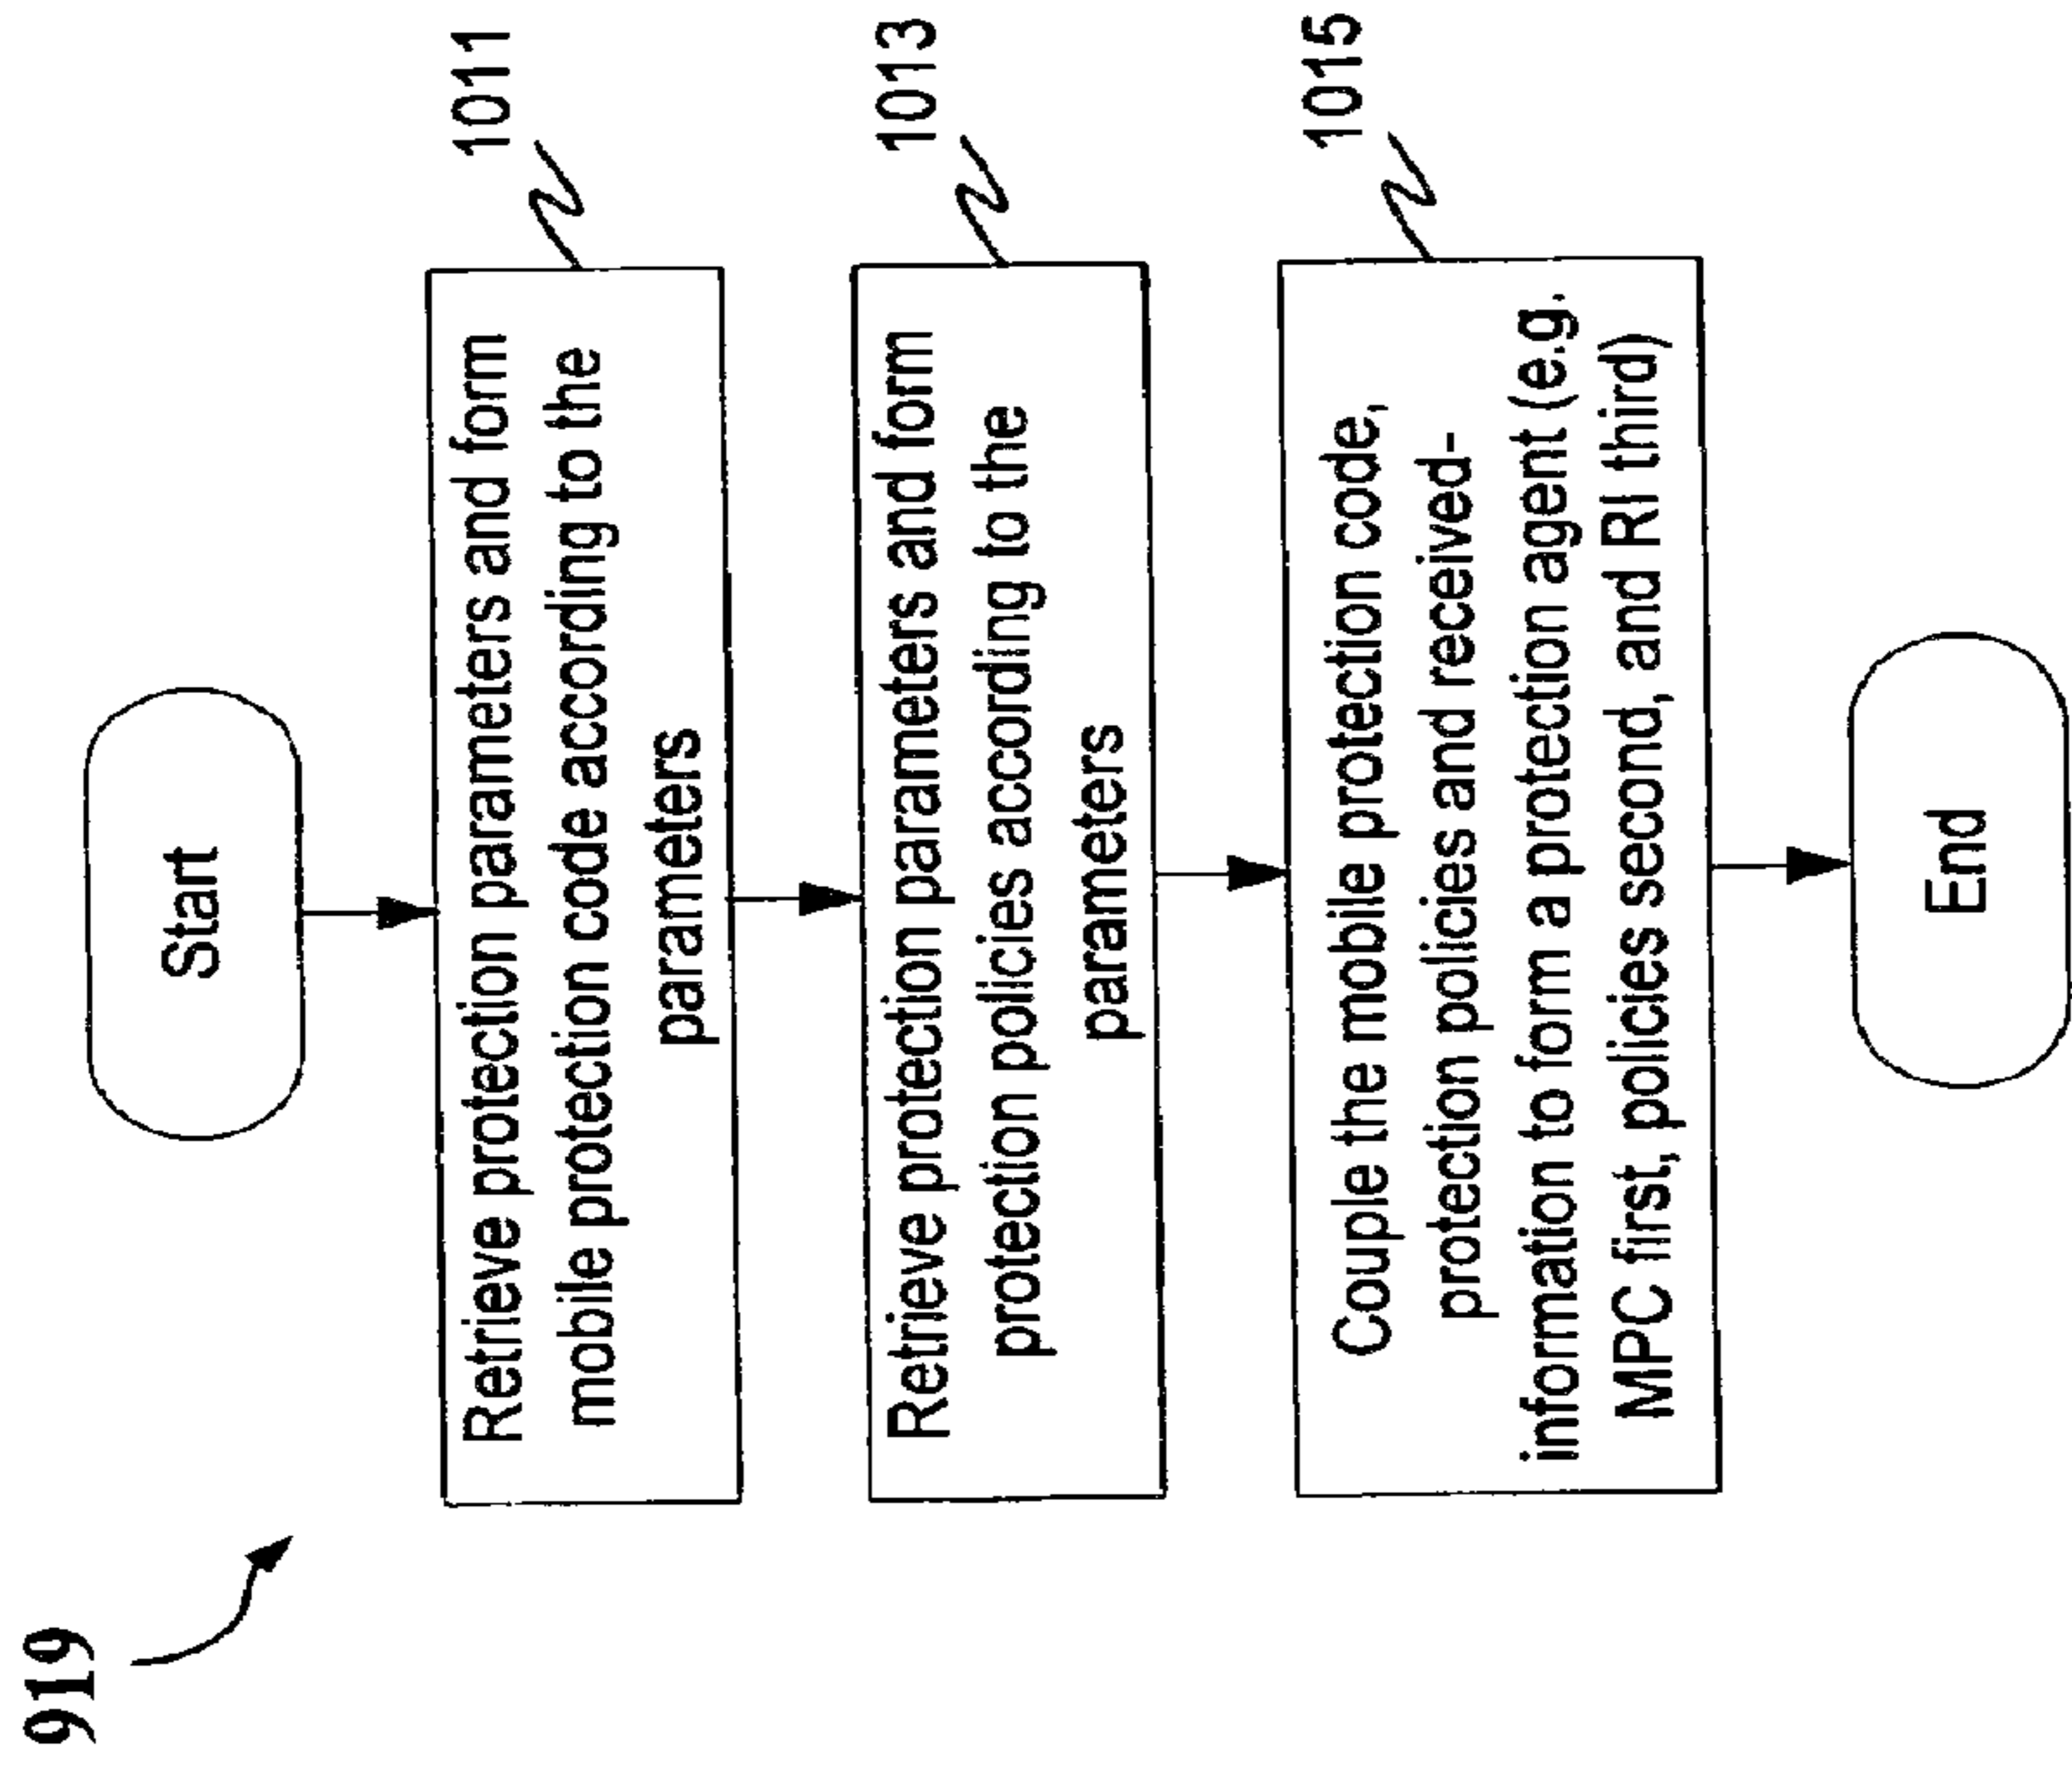 919
Start
Retrieve protection parameters and form
mobile protection code according to the
parameters
1011
Retrieve protection parameters and form
protection policies according to the
parameters
1013
Couple the mobile protection code,
protection policies and received-
information to form a protection agent (e.g.
MPC first, policies second, and RI third)
1015
End